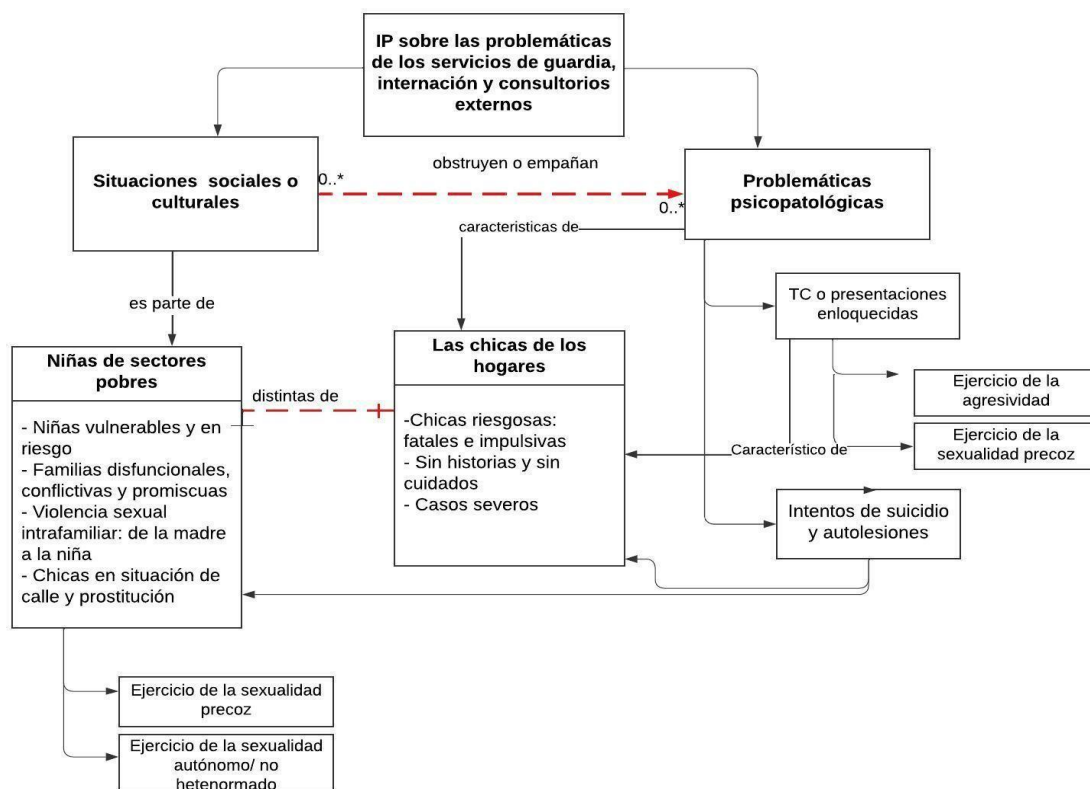 IP sobre las problemáticas
de los servicios de guardia,
internación y consultorios
externos
Situaciones sociales o
culturales
0..*
obstruyen o empañan
0..*
Problemáticas
psicopatológicas
caracteristicas de
es parte de
TC o presentaciones
enloquecidas
Niñas de sectores
pobres
- Niñas vulnerables y en
riesgo
- Familias disfuncionales,
conflictivas y promiscuas
- Violencia sexual
intrafamiliar: de la madre
a la niña
- Chicas en situación de
calle y prostitución
distintas de
Las chicas de los
hogares
-Chicas riesgosas:
fatales e impulsivas
- Sin historias y sin
cuidados
- Casos severos
Ejercicio de la
agresividad
Característico de
Ejercicio de la
sexualidad precoz
Intentos de suicidio
y autolesiones
Ejercicio de la sexualidad
precoz
Ejercicio de la sexualidad
autónomo/ no
hetenormado